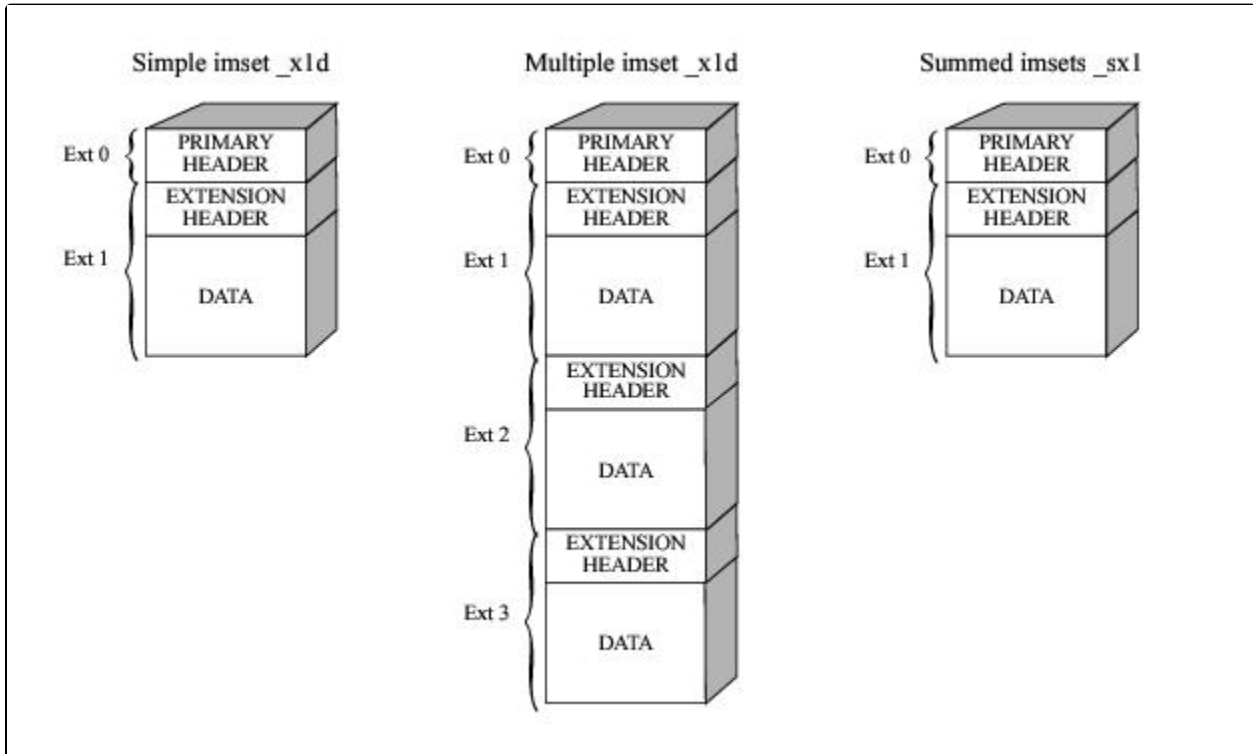 Simple imset _x1d
Ext 0
PRIMARY
HEADER
EXTENSION
HEADER
Ext 1
DATA
Multiple imset _x1d
Ext 0
PRIMARY
HEADER
EXTENSION
HEADER
Ext 1
DATA
EXTENSION
HEADER
Ext 2
DATA
EXTENSION
HEADER
Ext 3
DATA
Summed imsets _sx1
Ext 0
PRIMARY
HEADER
EXTENSION
HEADER
Ext 1
DATA